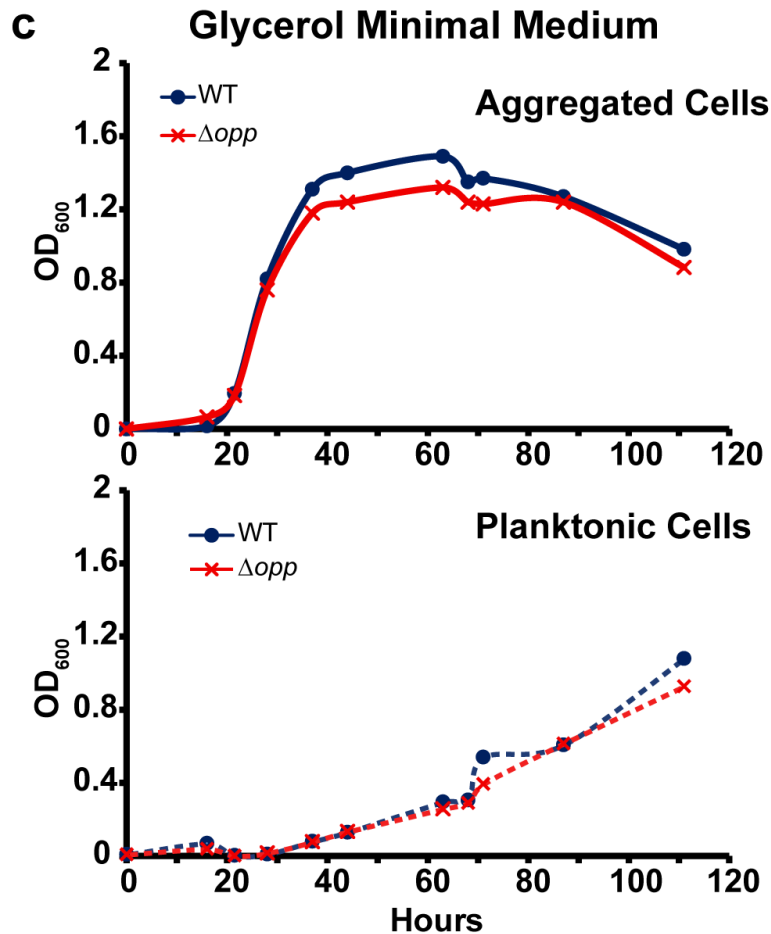 c Glycerol Minimal Medium
2
WT
Aggregated Cells
Δopp
1.6
1.2
OD600
0.8
0.4
0
0 20 40 60 80 100 120
2
WT
Planktonic Cells
Δopp
1.6
1.2
OD600
0.8
0.4
0
0 20 40 60 80 100 120
Hours